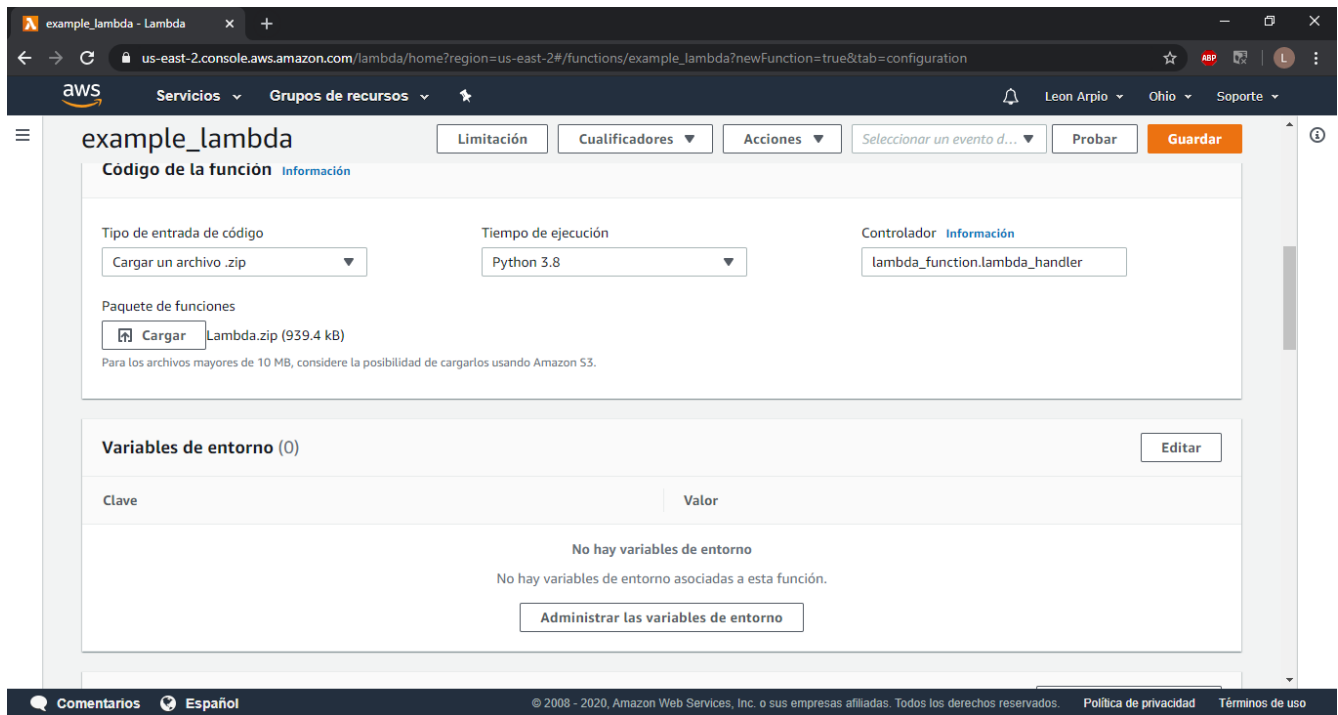 example_lambda - Lambda
us-east-2.console.aws.amazon.com/lambda/home?region=us-east-2#/functions/example_lambda?newFunction=true&tab=configuration
ABP
L
aws Servicios Grupos de recursos Leon Arpio Ohio Soporte
example_lambda Limitación Cualificadores Acciones Seleccionar un evento d... Probar Guardar
Código de la función Información
Tipo de entrada de código Tiempo de ejecución Controlador Información
Cargar un archivo .zip Python 3.8 lambda_function.lambda_handler
Paquete de funciones
Cargar Lambda.zip (939.4 kB)
Para los archivos mayores de 10 MB, considere la posibilidad de cargarlos usando Amazon S3.
Variables de entorno (0) Editar
Clave Valor
No hay variables de entorno
No hay variables de entorno asociadas a esta función.
Administrar las variables de entorno
Comentarios Español © 2008 - 2020, Amazon Web Services, Inc. o sus empresas afiliadas. Todos los derechos reservados. Política de privacidad Términos de uso